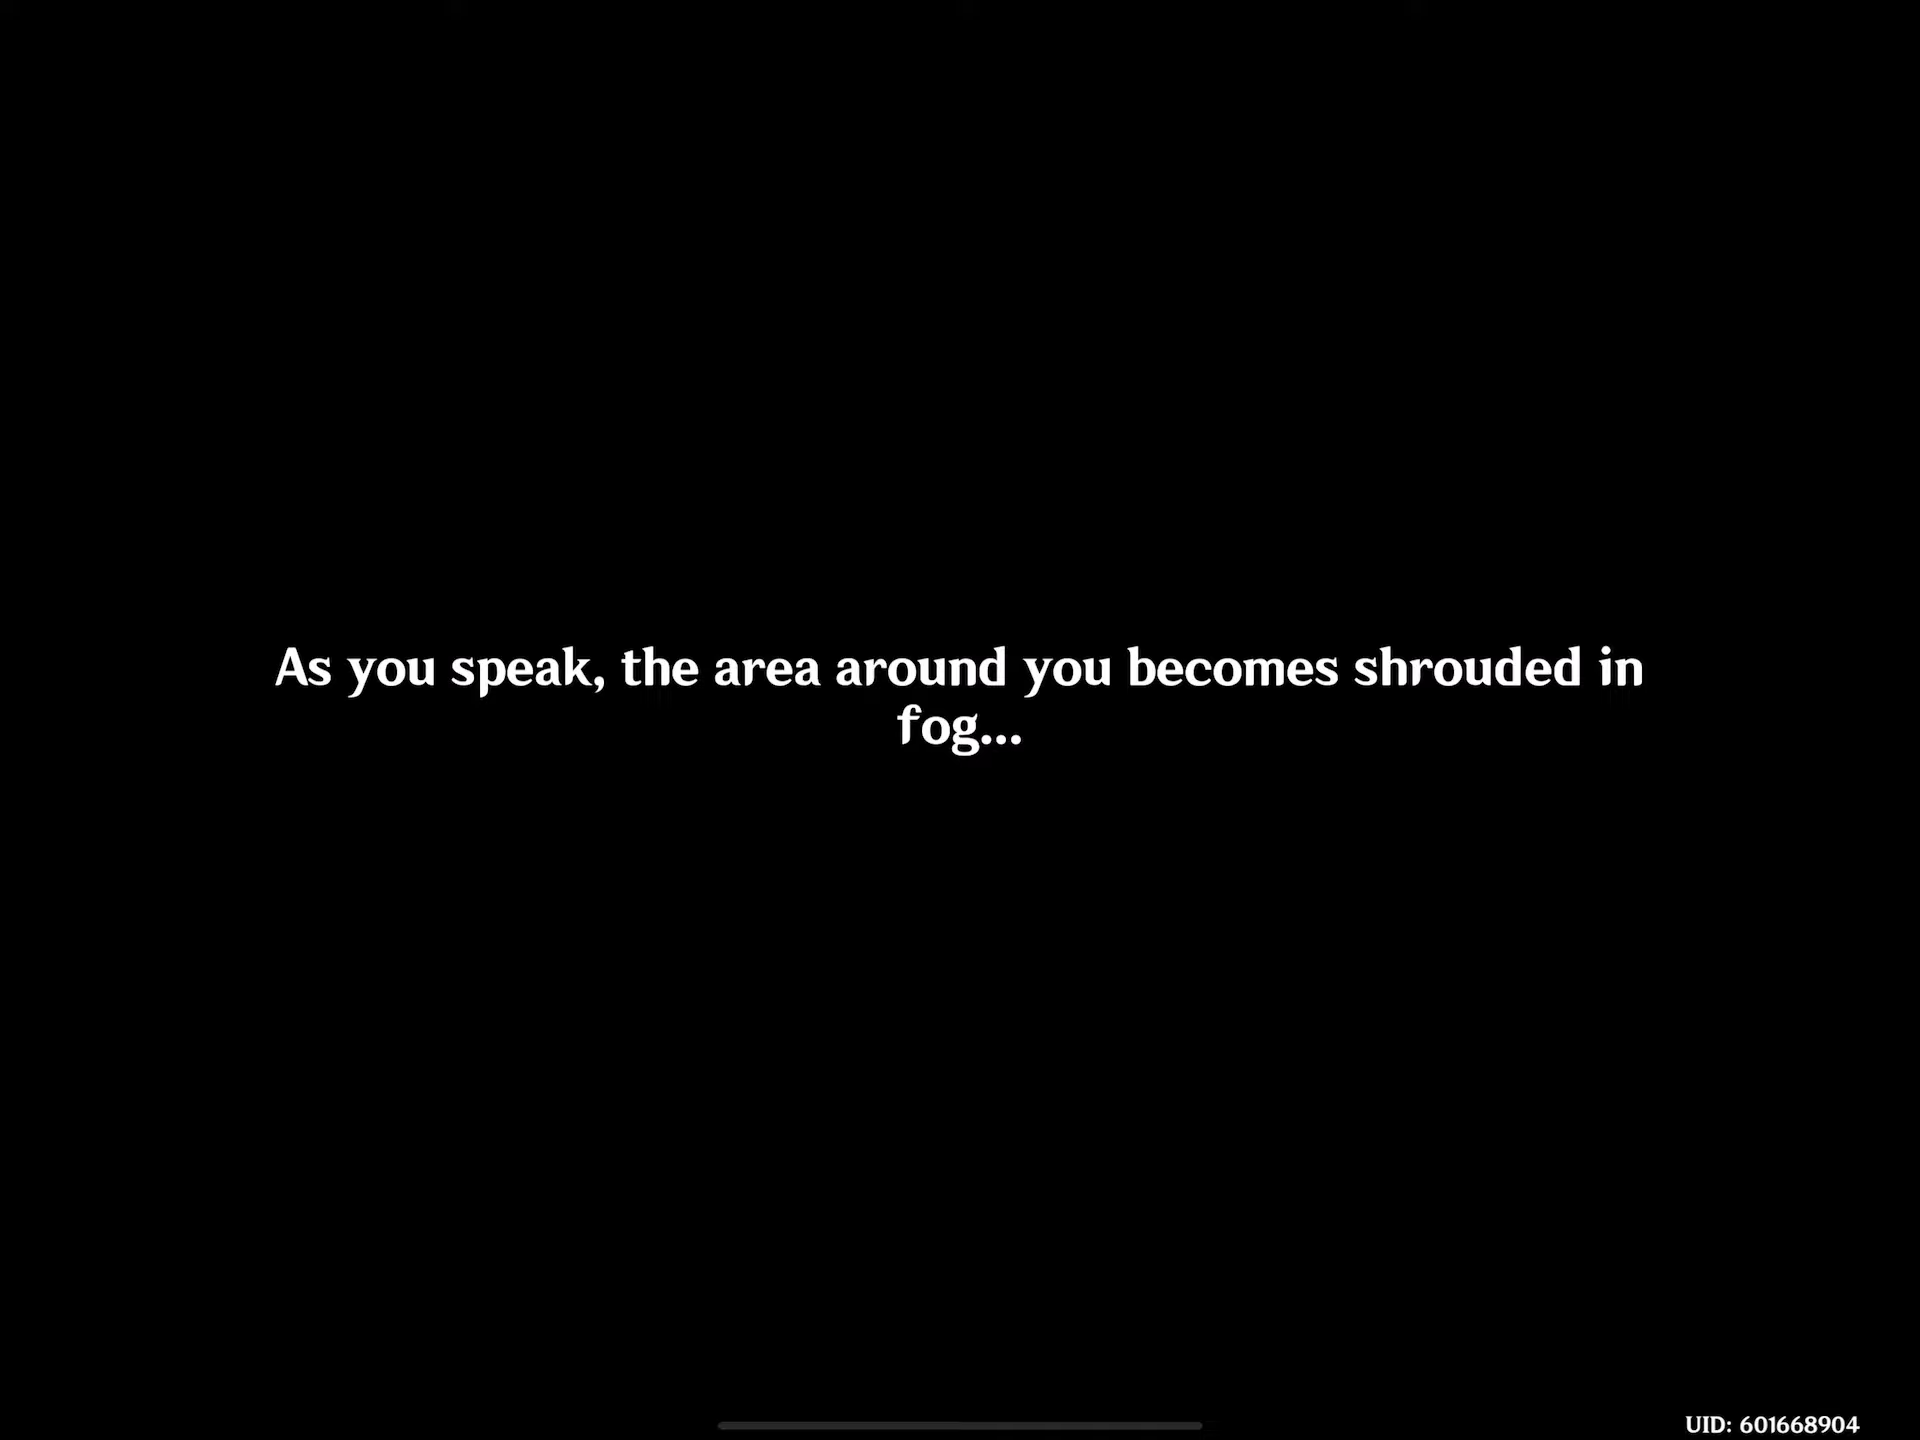 As you speak, the area around you becomes shrouded in
fog...
UID: 601668904